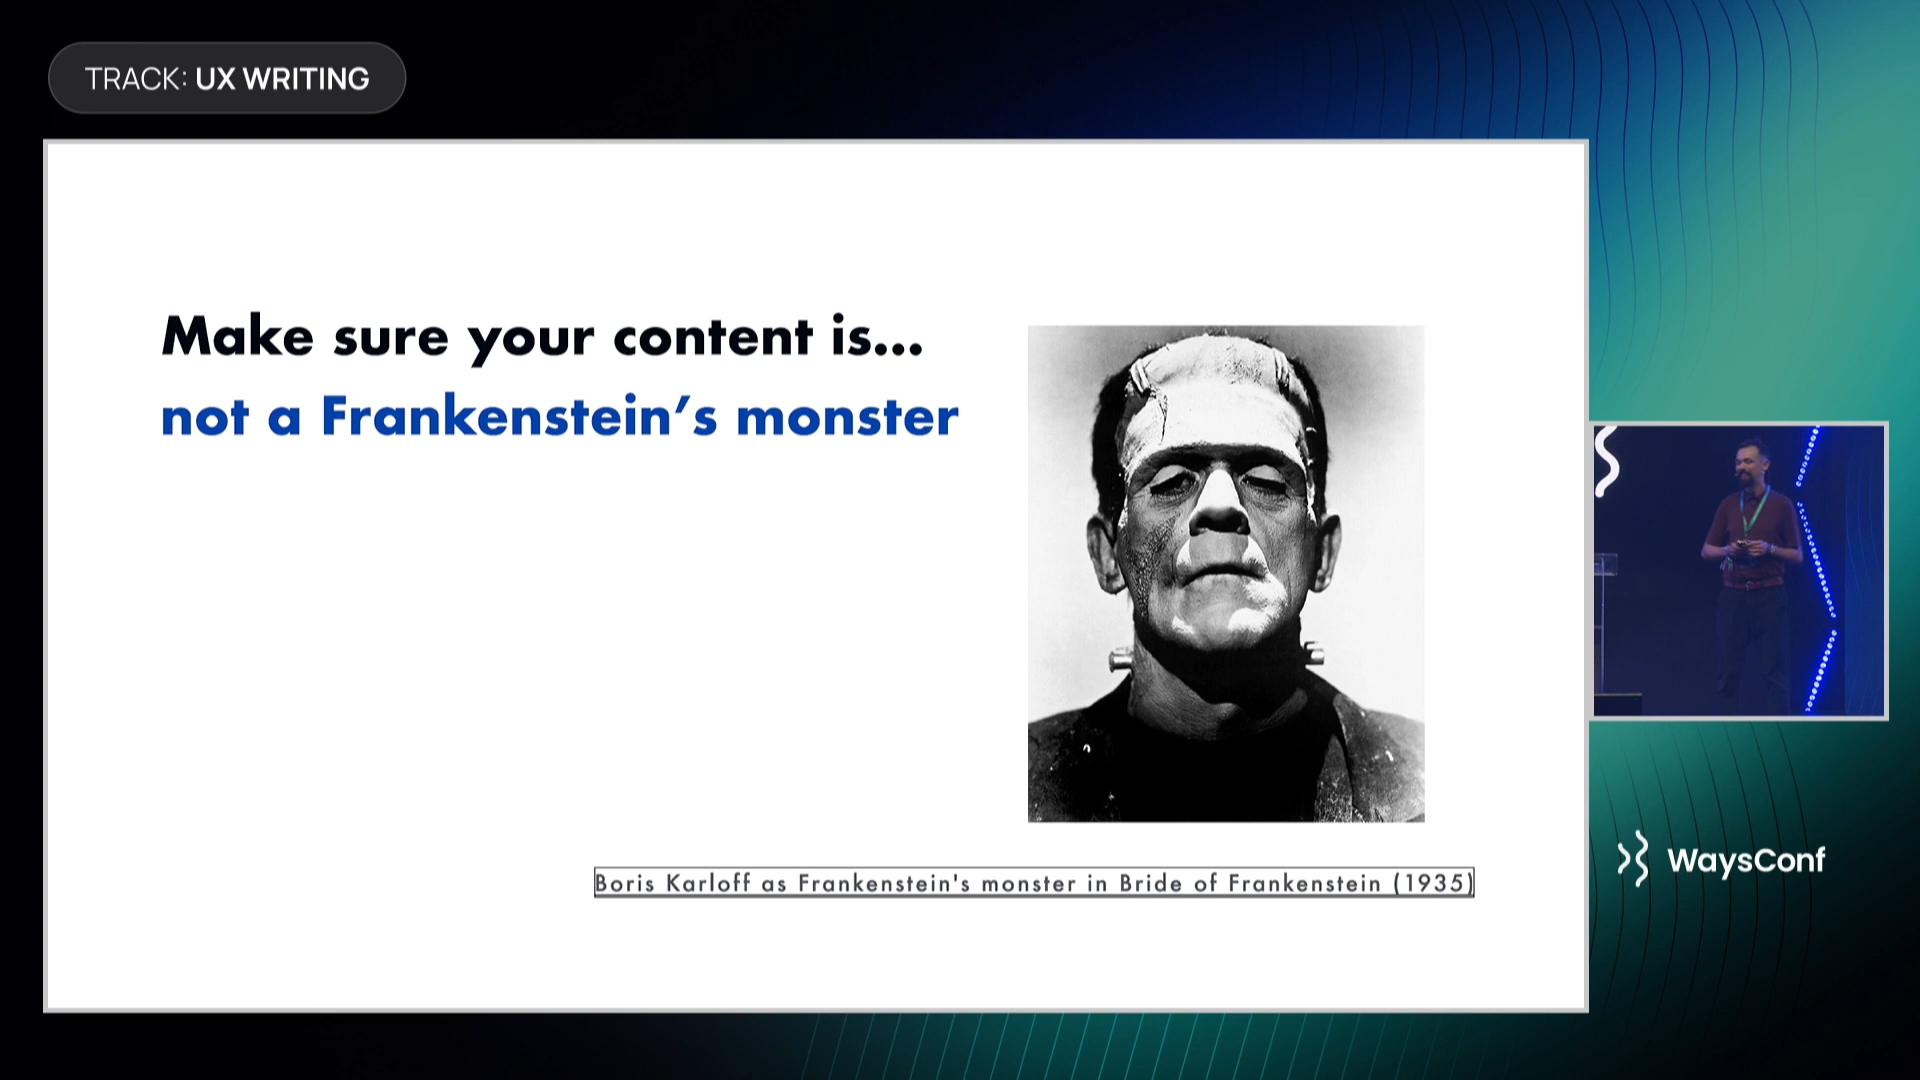 TRACK: UX WRITING
Make sure your content is...
not a Frankenstein’s monster
Boris Karloff as Frankenstein's monster in Bride of Frankenstein (1935)
WaysConf